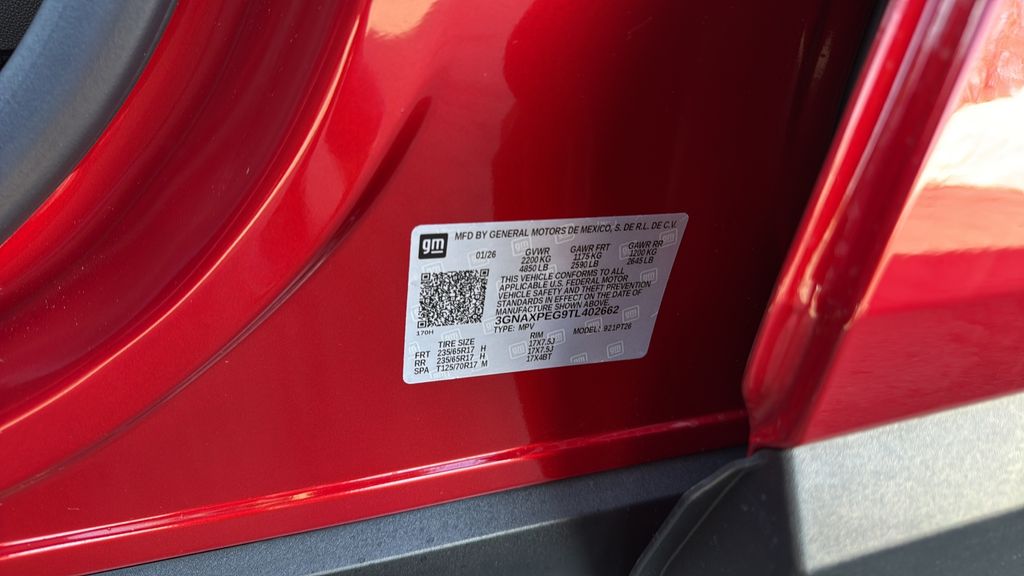 gm
MFD BY GENERAL MOTORS DE MEXICO, S. DE R.L. DE C.V.
01/26 GVWR GAWR FRT GAWR RR
2200 KG 1175 KG 1200 KG
4850 LB 2590 LB 2645 LB
THIS VEHICLE CONFORMS TO ALL
APPLICABLE U.S. FEDERAL MOTOR
VEHICLE SAFETY AND THEFT PREVENTION
STANDARDS IN EFFECT ON THE DATE OF
MANUFACTURE SHOWN ABOVE.
3GNAXPEG9TL402662
170H
TYPE: MPV MODEL: 921PT26
TIRE SIZE RIM
FRT 235/65R17 H 17X7.5J
RR 235/65R17 H 17X7.5J
SPA T125/70R17 M 17X4BT